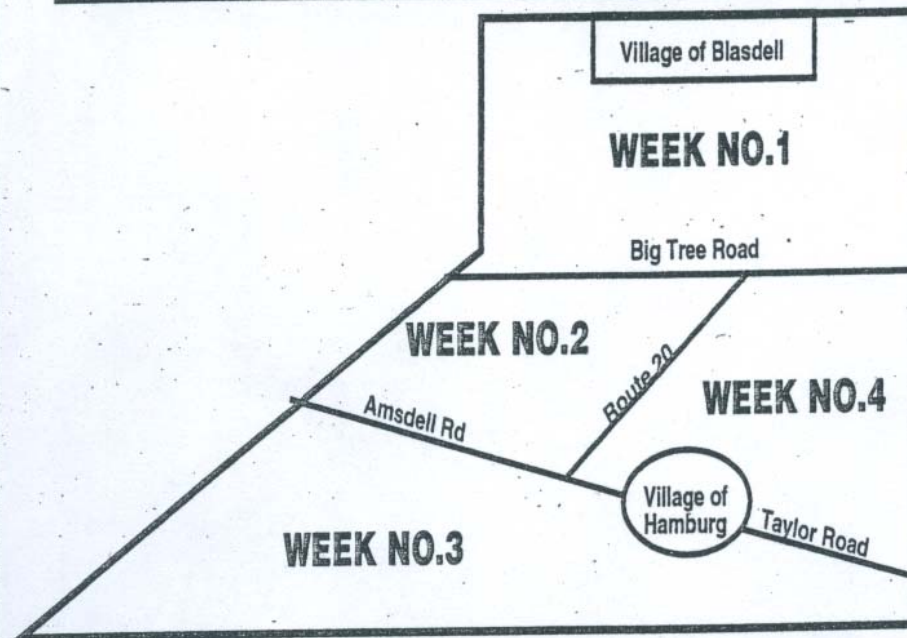 Village of Blasdell
WEEK NO.1
Big Tree Road
WEEK NO.2
Route 20
WEEK NO.4
Amsdell Rd
Village of
Hamburg
Taylor Road
WEEK NO.3